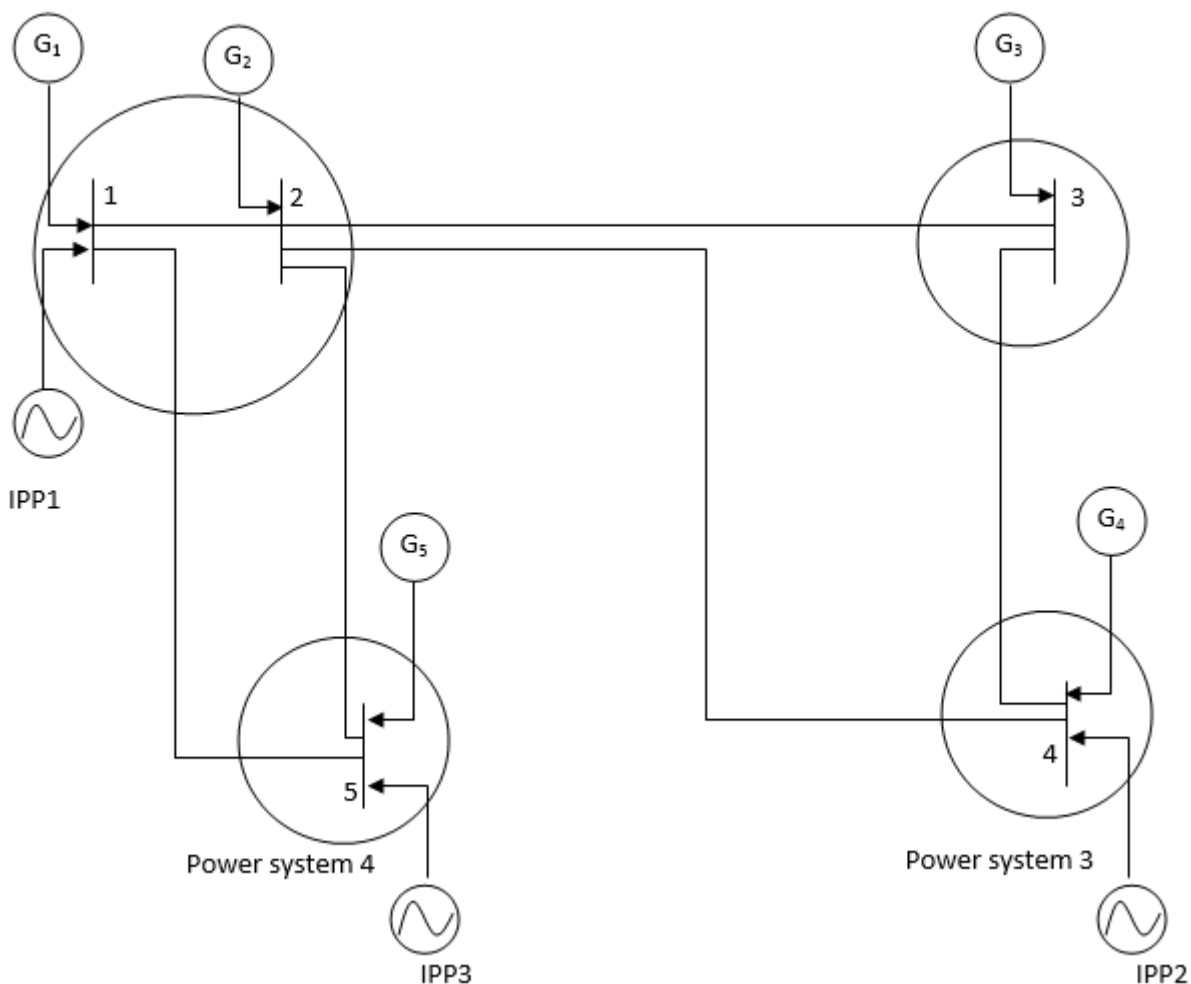 G₁
G₂
G₃
1
2
3
IPP1
G₅
G₄
4
5
Power system 4
Power system 3
IPP3
IPP2